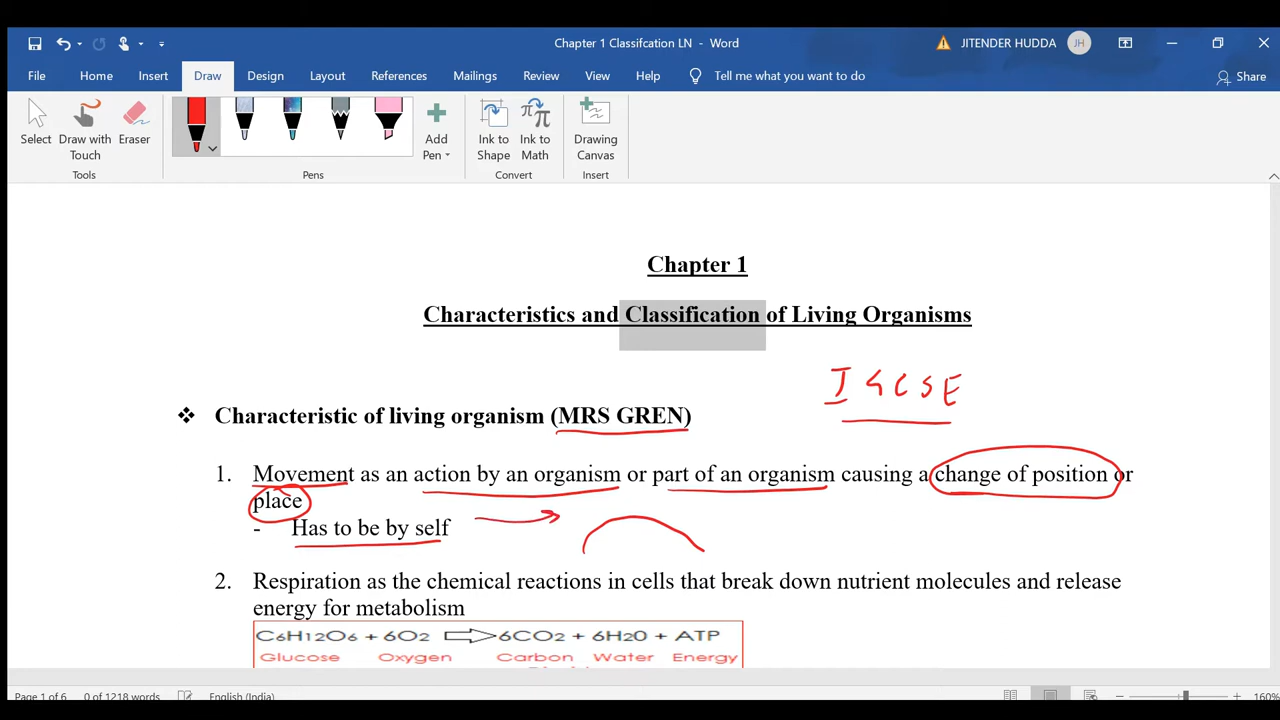 Chapter 1 Classifcation LN - Word
JITENDER HUDDA JH
File Home Insert Draw Design Layout References Mailings Review View Help Tell me what you want to do Share
Select Draw with Touch Eraser Add Pen Ink to Shape Ink to Math Drawing Canvas
Tools Pens Convert Insert
Chapter 1
Characteristics and Classification of Living Organisms
IGCSE
❖ Characteristic of living organism (MRS GREN)
1. Movement as an action by an organism or part of an organism causing a change of position or
place
- Has to be by self
2. Respiration as the chemical reactions in cells that break down nutrient molecules and release
energy for metabolism
C6H12O6 + 6O2 ⇨ 6CO2 + 6H2O + ATP
Glucose Oxygen Carbon Water Energy
Page 1 of 6 0 of 1218 words English (India) 160%